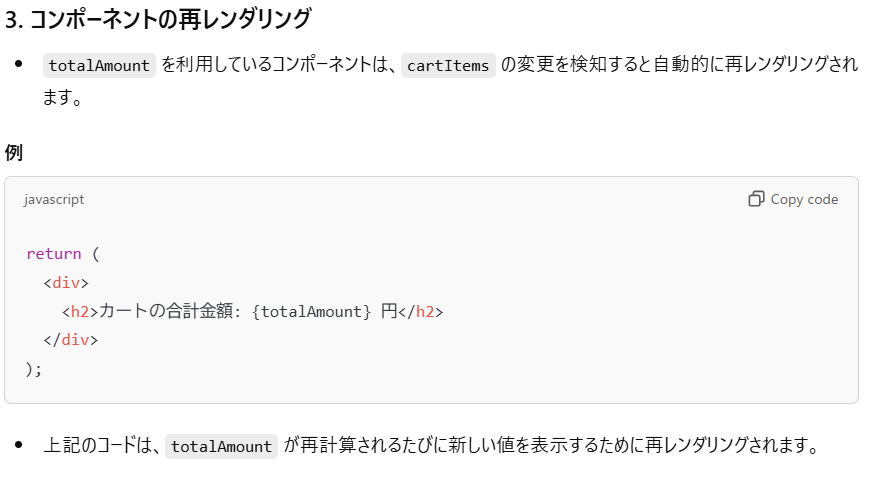 3. コンポーネントの再レンダリング
totalAmount を利用しているコンポーネントは、 cartItems の変更を検知すると自動的に再レンダリングされ
ます。
例
javascript Copy code
return (
  <div>
    <h2>カートの合計金額: {totalAmount} 円</h2>
  </div>
);
上記のコードは、 totalAmount が再計算されるたびに新しい値を表示するために再レンダリングされます。